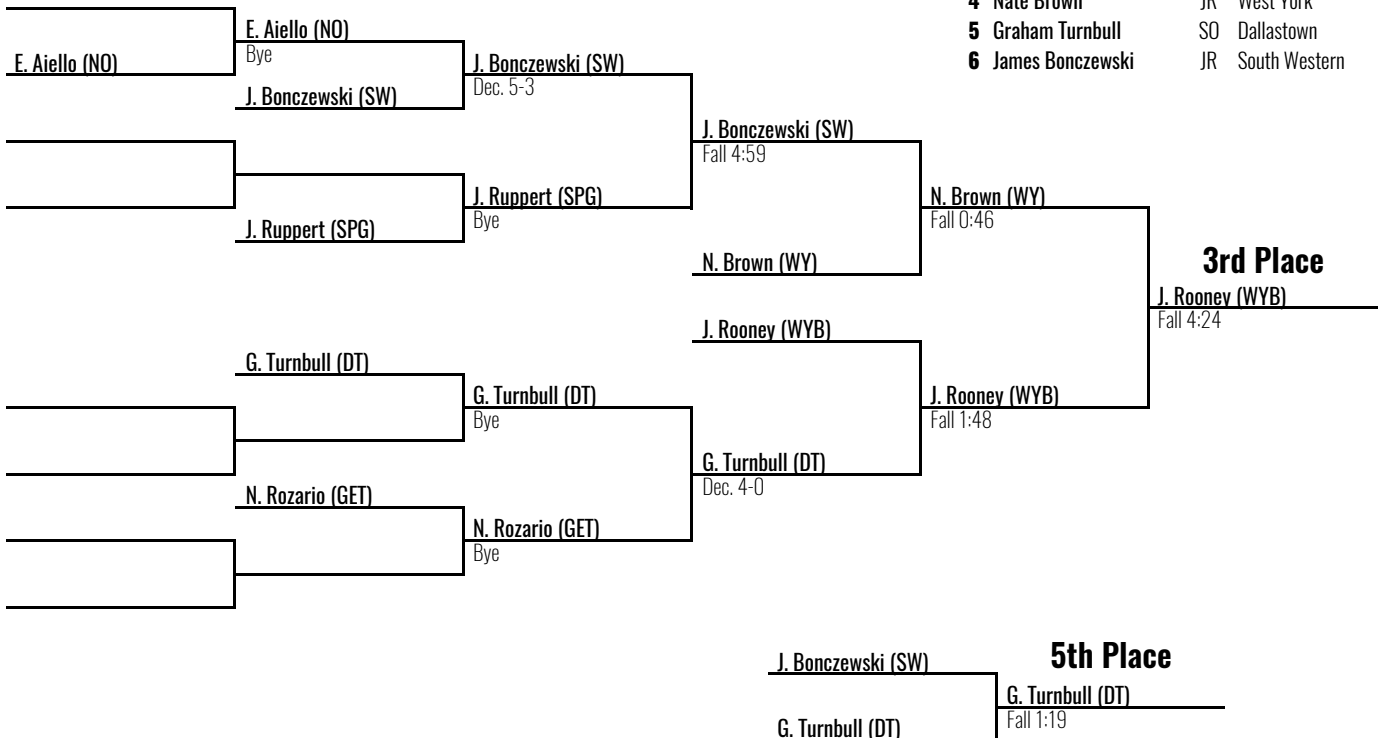 4 Nate Brown JR West York
5 Graham Turnbull SO Dallastown
6 James Bonczewski JR South Western
E. Aiello (NO)
E. Aiello (NO)
Bye
J. Bonczewski (SW)
J. Bonczewski (SW)
Dec. 5-3
J. Ruppert (SPG)
J. Ruppert (SPG)
Bye
J. Bonczewski (SW)
Fall 4:59
N. Brown (WY)
N. Brown (WY)
Fall 0:46
3rd Place
J. Rooney (WYB)
Fall 4:24
J. Rooney (WYB)
J. Rooney (WYB)
Fall 1:48
G. Turnbull (DT)
G. Turnbull (DT)
Bye
G. Turnbull (DT)
Dec. 4-0
N. Rozario (GET)
N. Rozario (GET)
Bye
5th Place
J. Bonczewski (SW)
G. Turnbull (DT)
Fall 1:19
G. Turnbull (DT)